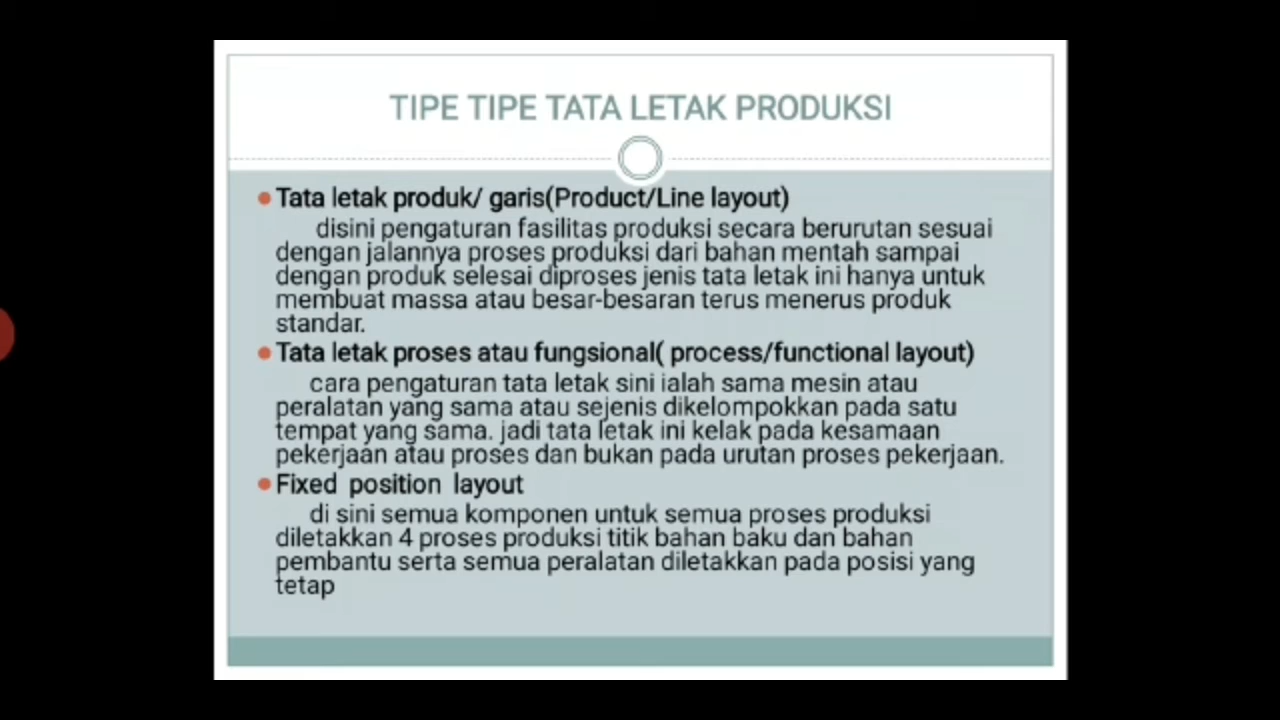 TIPE TIPE TATA LETAK PRODUKSI
Tata letak produk/ garis(Product/Line layout)
disini pengaturan fasilitas produksi secara berurutan sesuai
dengan jalannya proses produksi dari bahan mentah sampai
dengan produk selesai diproses jenis tata letak ini hanya untuk
membuat massa atau besar-besaran terus menerus produk
standar.
Tata letak proses atau fungsional( process/functional layout)
cara pengaturan tata letak sini ialah sama mesin atau
peralatan yang sama atau sejenis dikelompokkan pada satu
tempat yang sama. jadi tata letak ini kelak pada kesamaan
pekerjaan atau proses dan bukan pada urutan proses pekerjaan.
Fixed position layout
di sini semua komponen untuk semua proses produksi
diletakkan 4 proses produksi titik bahan baku dan bahan
pembantu serta semua peralatan diletakkan pada posisi yang
tetap